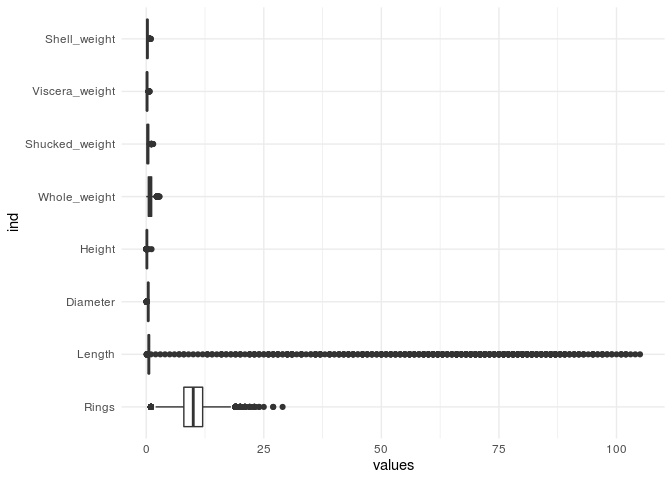 Shell_weight
Viscera_weight
Shucked_weight
Whole_weight
Height
Diameter
Length
Rings
ind
0 25 50 75 100
values